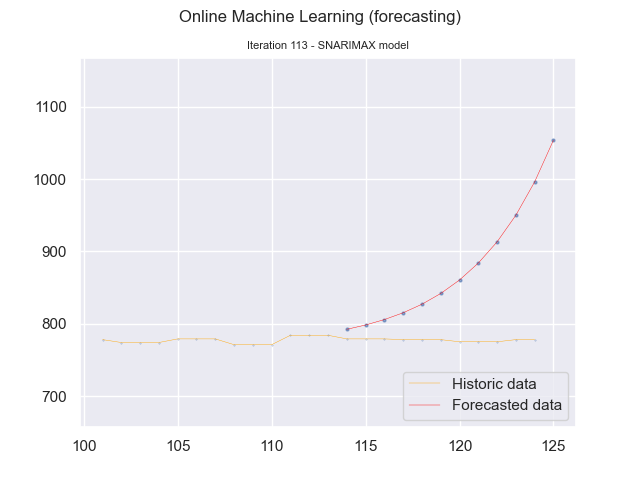 Online Machine Learning (forecasting)
Iteration 113 - SNARIMAX model
1100
1000
900
800
700
100
105
110
115
120
125
Historic data
Forecasted data